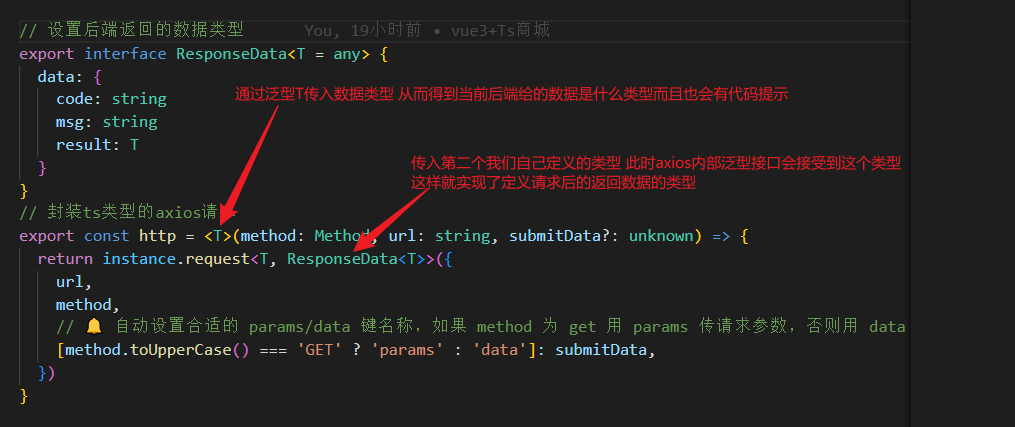 // 设置后端返回的数据类型 You, 19小时前 • vue3+Ts商城
export interface ResponseData<T = any> {
data: {
通过泛型T传入数据类型 从而得到当前后端给的数据是什么类型而且也会有代码提示
code: string
msg: string
result: T
传入第二个我们自己定义的类型 此时axios内部泛型接口会接受到这个类型
这样就实现了定义请求后的返回数据的类型
}
}
// 封装ts类型的axios请
export const http = <T>(method: Method, url: string, submitData?: unknown) => {
return instance.request<T, ResponseData<T>>({
url,
method,
// 🔔 自动设置合适的 params/data 键名称，如果 method 为 get 用 params 传请求参数，否则用 data
[method.toUpperCase() === 'GET' ? 'params' : 'data']: submitData,
})
}